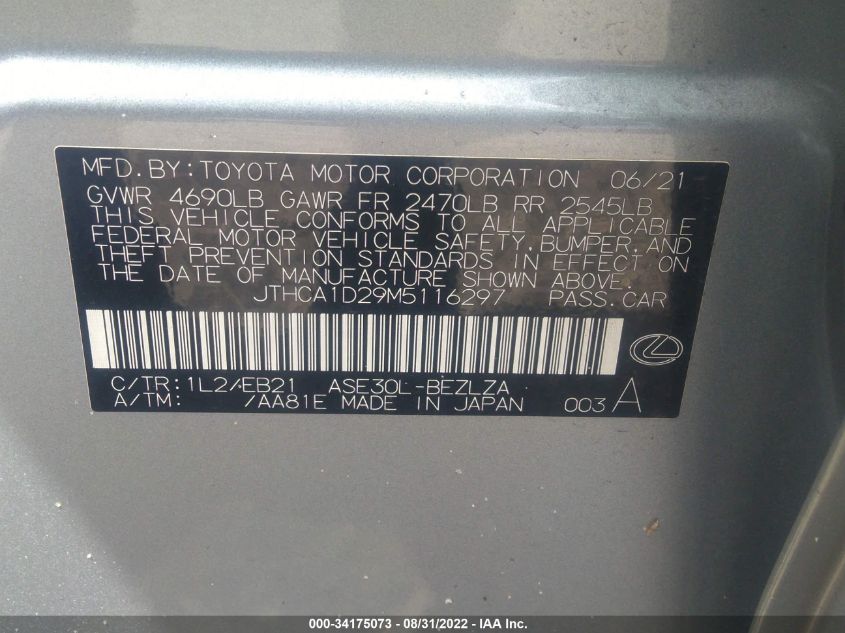 MFD.BY:TOYOTA MOTOR CORPORATION 06/21
GVWR 4690LB GAWR FR 2470LB RR 2545LB
THIS VEHICLE CONFORMS TO ALL APPLICABLE
FEDERAL MOTOR VEHICLE SAFETY,BUMPER,AND
THEFT PREVENTION STANDARDS IN EFFECT ON
THE DATE OF MANUFACTURE SHOWN ABOVE.
JTHCA1D29M5116297 PASS.CAR
C/TR:1L2/EB21 ASE30L-BEZLZA
A/TM: /AA81E MADE IN JAPAN 003 A
000-34175073 - 08/31/2022 - IAA Inc.